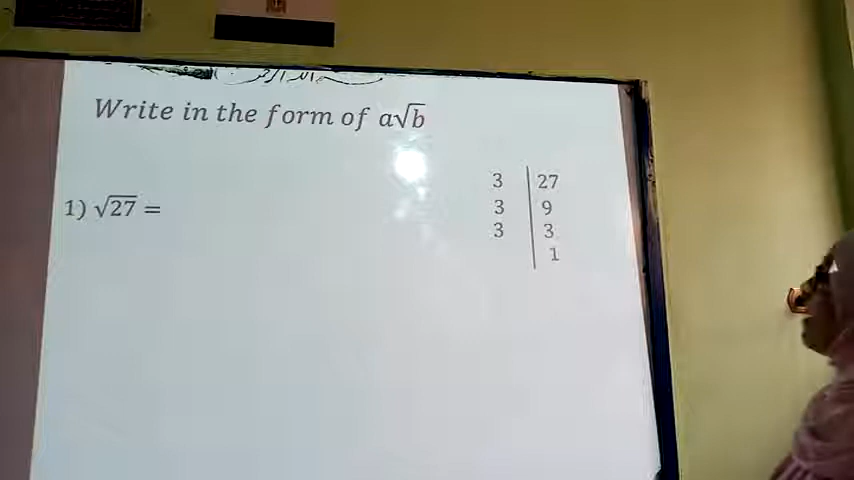 Write in the form of a√b
1) √27 =
3 | 27
3 | 9
3 | 3
1